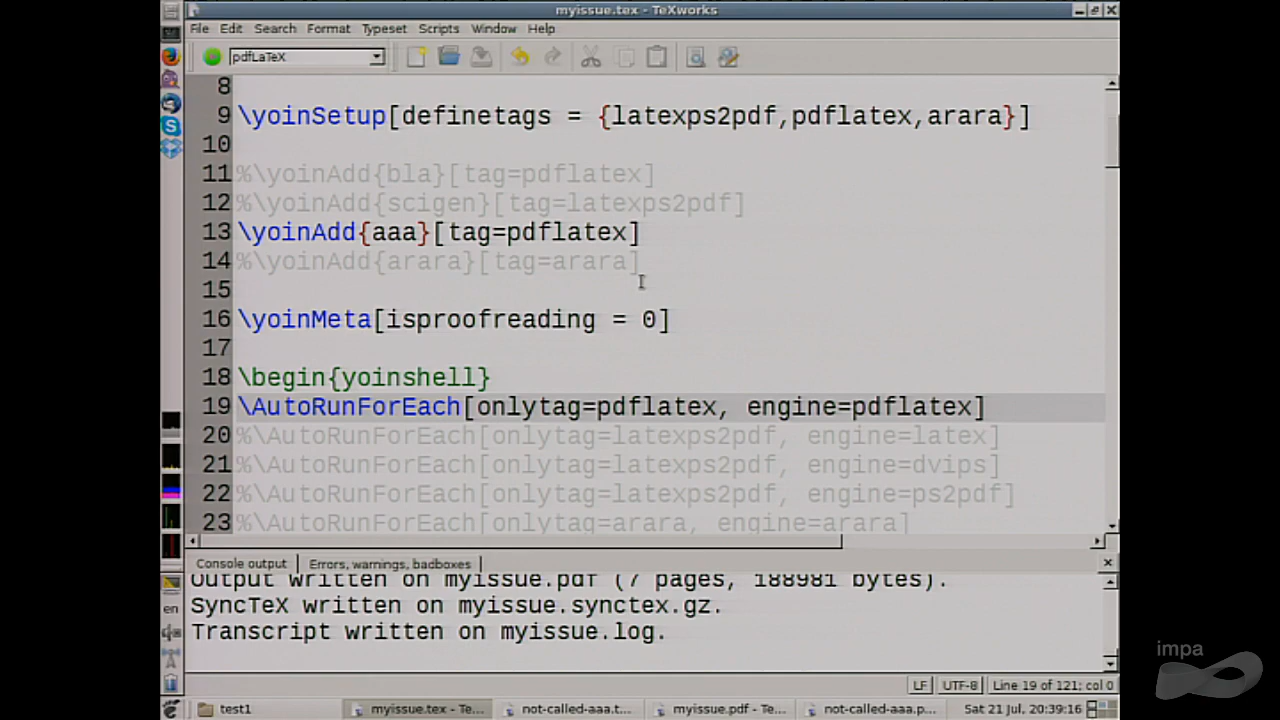 myissue.tex - TeXworks
File Edit Search Format Typeset Scripts Window Help
pdfLaTeX
8
9 \yoinSetup[definetags = {latexps2pdf,pdflatex,arara}]
10
11 %\yoinAdd{bla}[tag=pdflatex]
12 %\yoinAdd{scigen}[tag=latexps2pdf]
13 \yoinAdd{aaa}[tag=pdflatex]
14 %\yoinAdd{arara}[tag=arara]
15
16 \yoinMeta[isproofreading = 0]
17
18 \begin{yoinshell}
19 \AutoRunForEach[onlytag=pdflatex, engine=pdflatex]
20 %\AutoRunForEach[onlytag=latexps2pdf, engine=latex]
21 %\AutoRunForEach[onlytag=latexps2pdf, engine=dvips]
22 %\AutoRunForEach[onlytag=latexps2pdf, engine=ps2pdf]
23 %\AutoRunForEach[onlytag=arara, engine=arara]
Console output Errors, warnings, badboxes
Output written on myissue.pdf (7 pages, 188981 bytes).
SyncTeX written on myissue.synctex.gz.
Transcript written on myissue.log.
en
impa
LF UTF-8 Line 19 of 121; col 0
test1 myissue.tex - Te... not-called-aaa.t... myissue.pdf - Te... not-called-aaa.p... Sat 21 Jul, 20:39:16